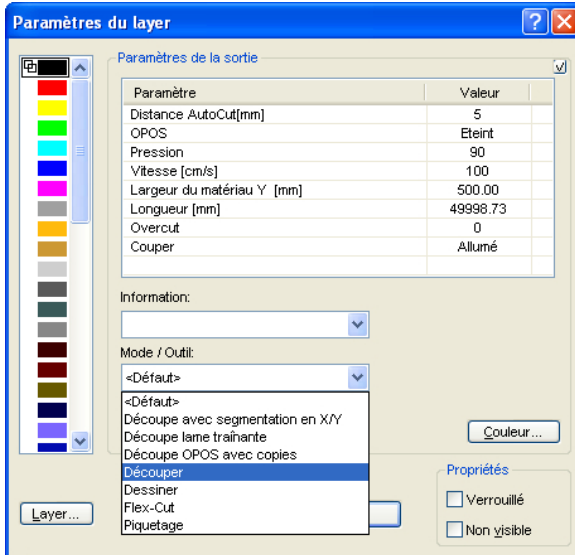 Paramètres du layer
Paramètres de la sortie
Paramètre Valeur
Distance AutoCut[mm] 5
OPOS Eteint
Pression 90
Vitesse [cm/s] 100
Largeur du matériau Y [mm] 500.00
Longueur [mm] 49998.73
Overcut 0
Couper Allumé
Information:
Mode / Outil:
<Défaut>
<Défaut>
Découpe avec segmentation en X/Y
Découpe lame traînante
Découpe OPOS avec copies
Découper
Dessiner
Flex-Cut
Piquetage
Couleur...
Propriétés
Verrouillé
Non visible
Layer...